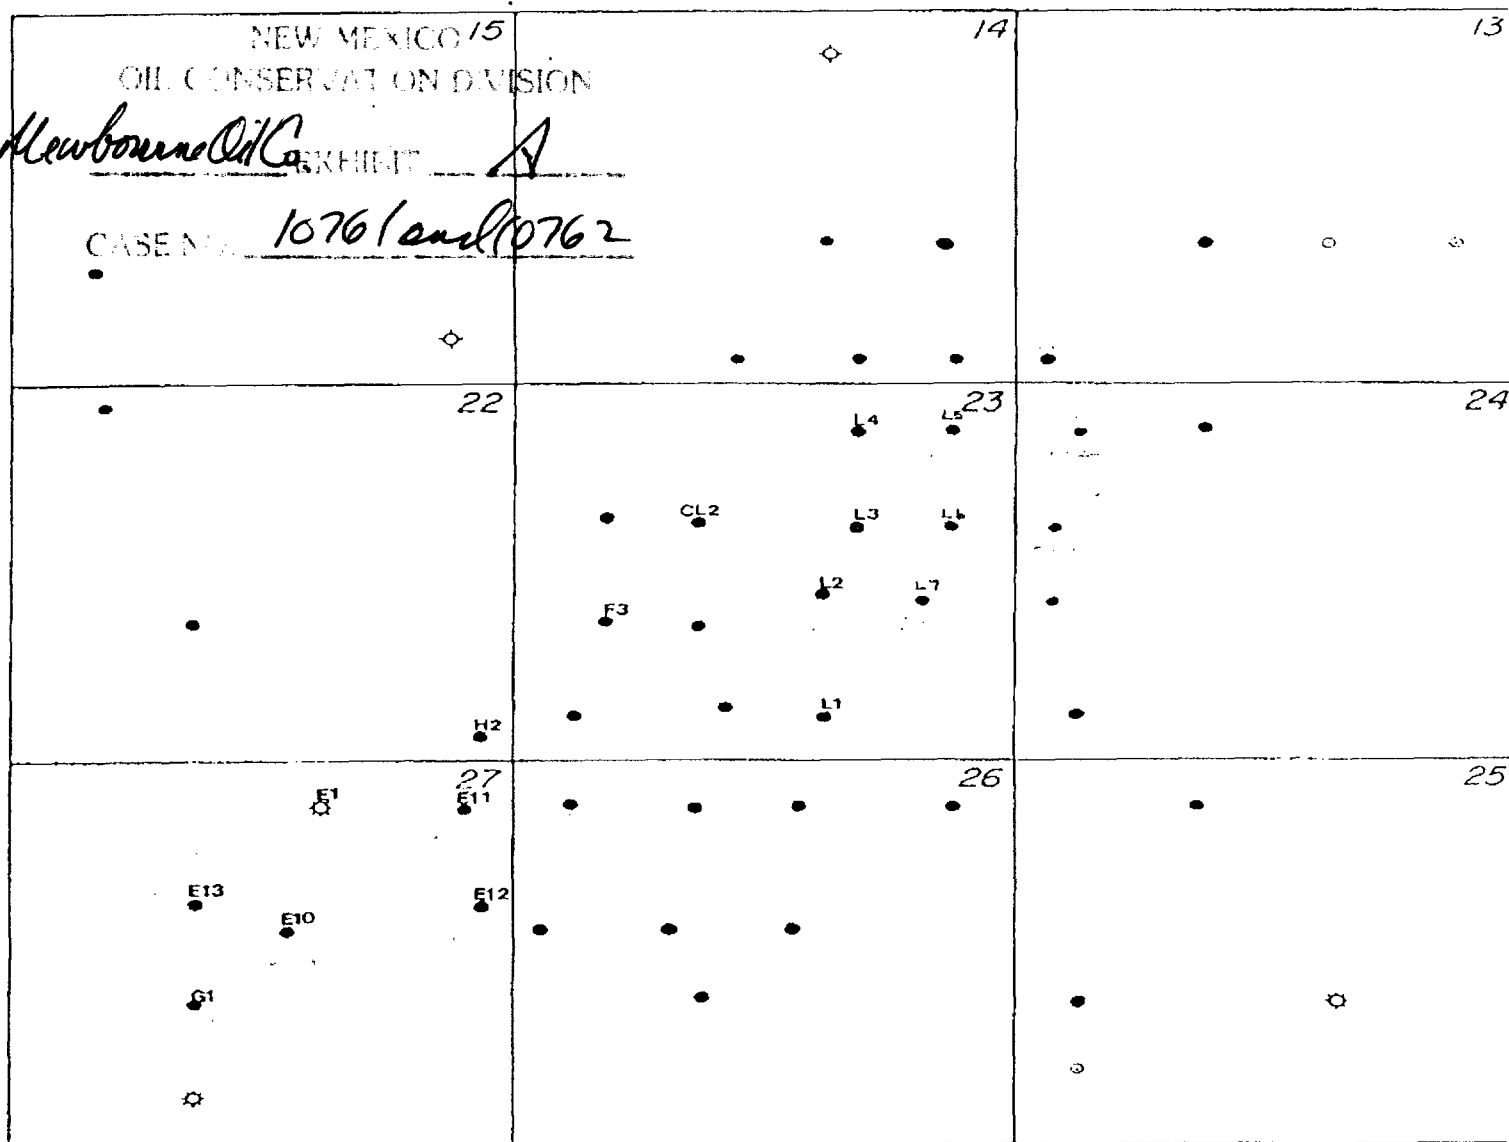 15
14
13
NEW MEXICO
OIL CONSERVATION DIVISION
Newbourne Oil Co. EXHIBIT A
CASE NO. 10761 and 10762
22
23
24
L4
L5
CL2
L3
L6
L2
L7
F3
L1
H2
27
26
25
E1
E11
E13
E12
E10
G1